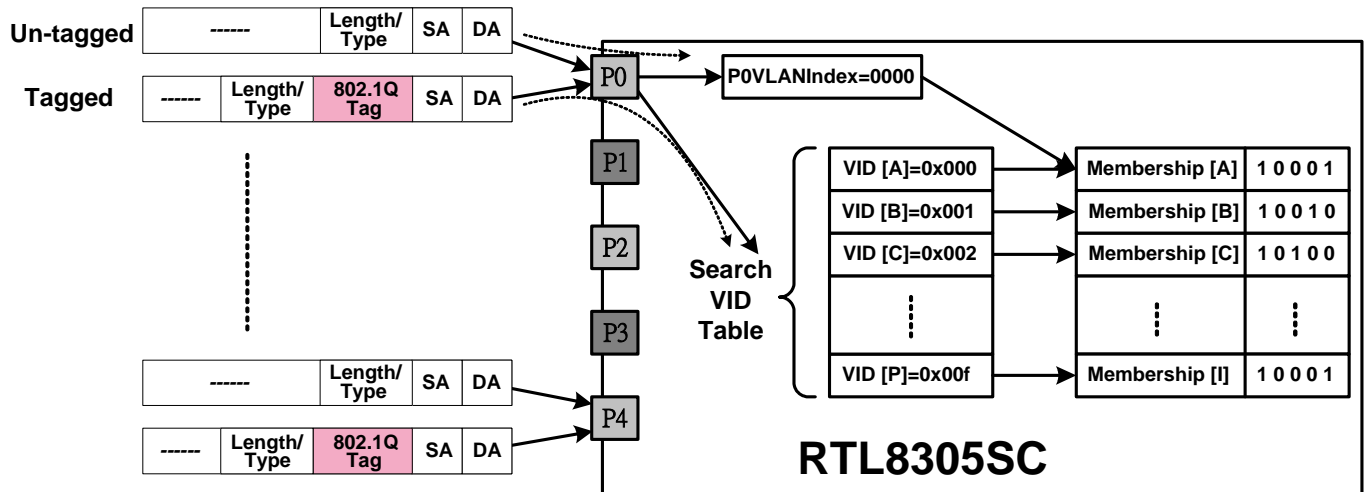 Un-tagged
------ Length/ Type SA DA
Tagged
------ Length/ Type 802.1Q Tag SA DA
P0
P0VLANIndex=0000
P1
P2
P3
P4
Search
VID
Table
VID [A]=0x000 Membership [A] 1 0 0 0 1
VID [B]=0x001 Membership [B] 1 0 0 1 0
VID [C]=0x002 Membership [C] 1 0 1 0 0
VID [P]=0x00f Membership [I] 1 0 0 0 1
------ Length/ Type SA DA
------ Length/ Type 802.1Q Tag SA DA
RTL8305SC